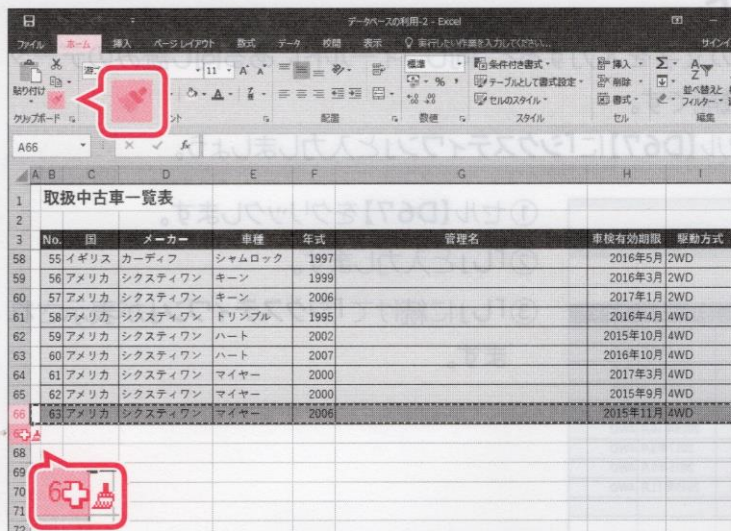 データベースの利用-2 - Excel
ファイル ホーム 挿入 ページレイアウト 数式 データ 校閲 表示 実行したい作業を入力してください... サインイ
貼り付け
11 A A
B A
標準
% ,
条件付き書式
テーブルとして書式設定
セルのスタイル
挿入
削除
書式
Σ
A
Z
並べ替えと
フィルター
クリップボード 配置 数値 スタイル セル 編集
A66 fx
A B C D E F G H I
1 取扱中古車一覧表
2
3 No. 国 メーカー 車種 年式 管理名 車検有効期限 駆動方式
58 55 イギリス カーディフ シャムロック 1997 2016年5月 2WD
59 56 アメリカ シクスティワン キーン 1999 2016年3月 2WD
60 57 アメリカ シクスティワン キーン 2006 2017年1月 2WD
61 58 アメリカ シクスティワン トリンブル 1995 2016年4月 4WD
62 59 アメリカ シクスティワン ハート 2002 2015年10月 4WD
63 60 アメリカ シクスティワン ハート 2007 2016年10月 4WD
64 61 アメリカ シクスティワン マイヤー 2000 2017年3月 4WD
65 62 アメリカ シクスティワン マイヤー 2000 2015年9月 4WD
66 63 アメリカ シクスティワン マイヤー 2006 2015年11月 4WD
68
69
70
71
72
6